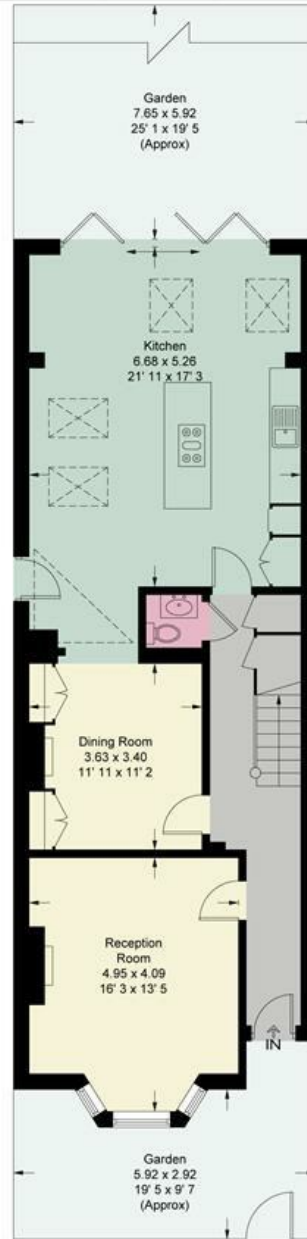 Garden
7.65 x 5.92
25' 1 x 19' 5
(Approx)
Kitchen
6.68 x 5.26
21' 11 x 17' 3
Dining Room
3.63 x 3.40
11' 11 x 11' 2
Reception
Room
4.95 x 4.09
16' 3 x 13' 5
IN
Garden
5.92 x 2.92
19' 5 x 9' 7
(Approx)